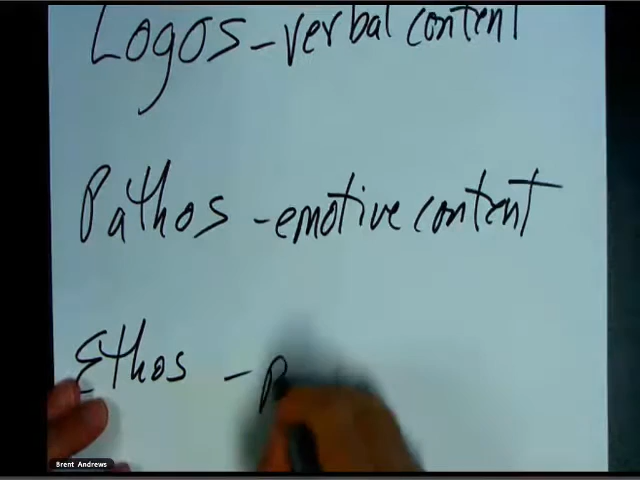 Logos - verbal content
Pathos - emotive content
Ethos - P
Brent Andrews